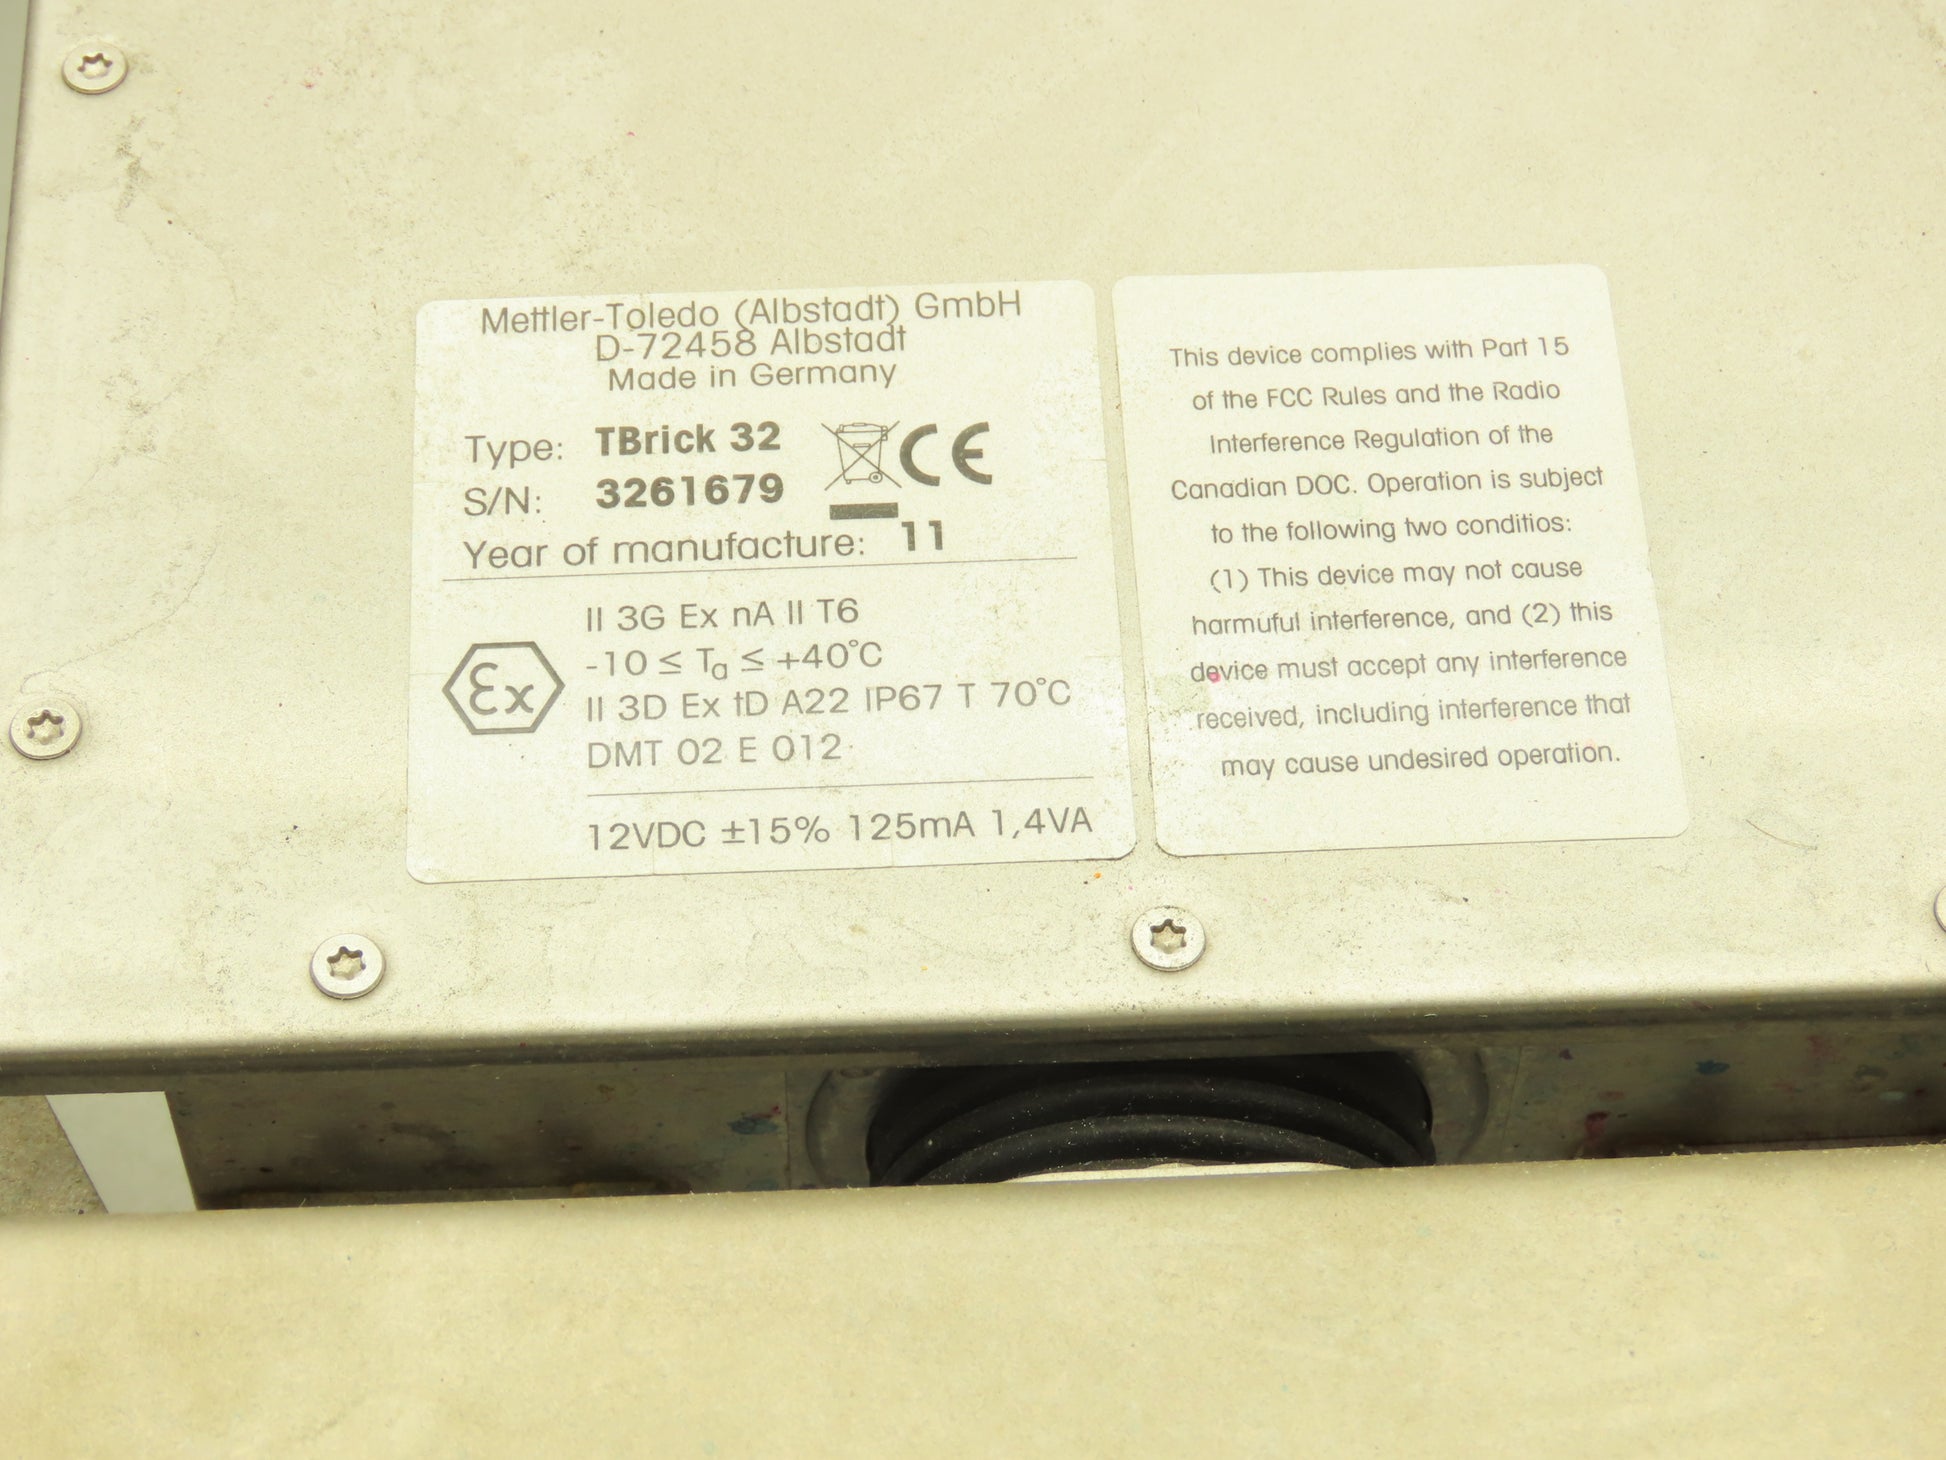 Mettler-Toledo (Albstadt) GmbH
D-72458 Albstadt
Made in Germany
Type: TBrick 32
CE
S/N: 3261679
Year of manufacture: 11
Ex
II 3G Ex nA II T6
-10 ≤ Ta ≤ +40°C
II 3D Ex tD A22 IP67 T 70°C
DMT 02 E 012
12VDC ±15% 125mA 1,4VA
This device complies with Part 15
of the FCC Rules and the Radio
Interference Regulation of the
Canadian DOC. Operation is subject
to the following two conditios:
(1) This device may not cause
harmuful interference, and (2) this
device must accept any interference
received, including interference that
may cause undesired operation.